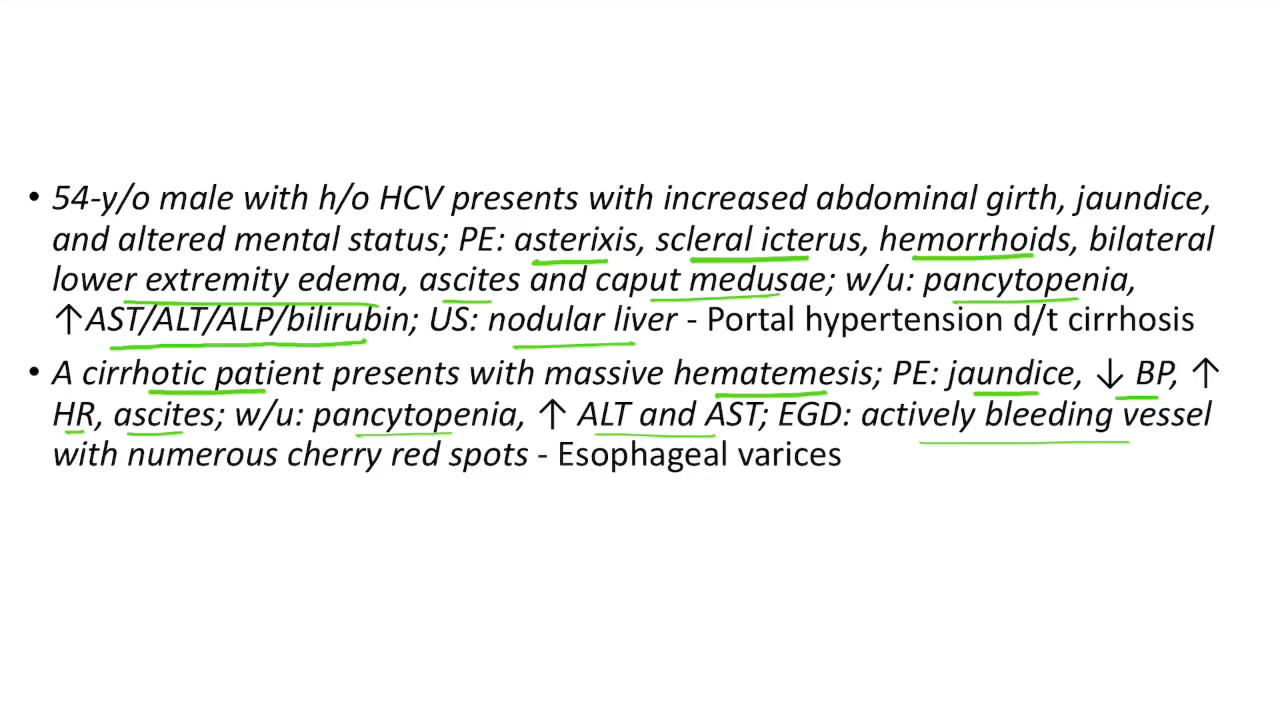 • 54-y/o male with h/o HCV presents with increased abdominal girth, jaundice,
and altered mental status; PE: asterixis, scleral icterus, hemorrhoids, bilateral
lower extremity edema, ascites and caput medusae; w/u: pancytopenia,
↑AST/ALT/ALP/bilirubin; US: nodular liver - Portal hypertension d/t cirrhosis
• A cirrhotic patient presents with massive hematemesis; PE: jaundice, ↓ BP, ↑
HR, ascites; w/u: pancytopenia, ↑ ALT and AST; EGD: actively bleeding vessel
with numerous cherry red spots - Esophageal varices